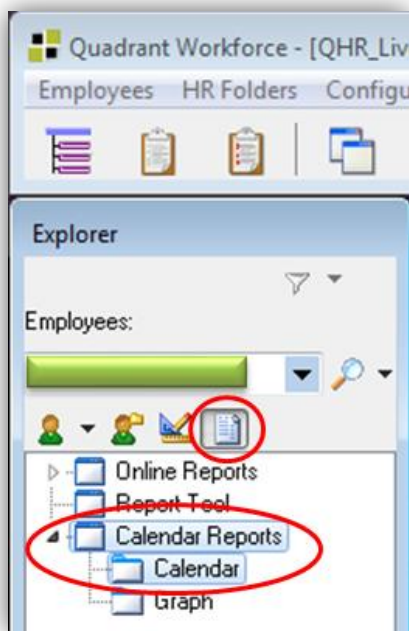 Quadrant Workforce - [QHR_Liv
Employees HR Folders Configu
Explorer
Employees:
Online Reports
Report Tool
Calendar Reports
Calendar
Graph